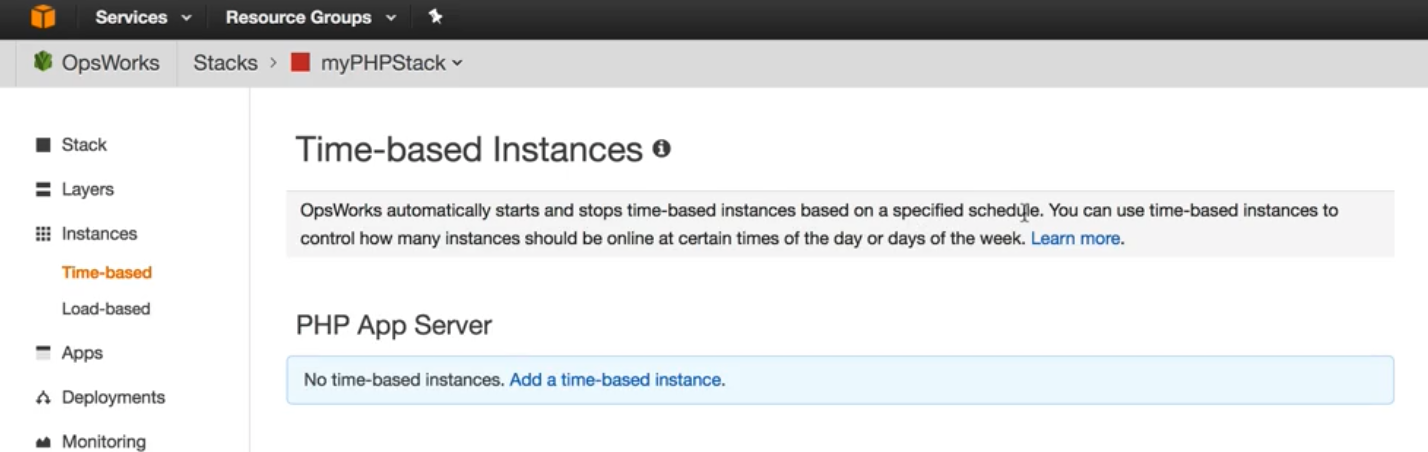 Services Resource Groups
OpsWorks Stacks > myPHPStack
Stack
Layers
Instances
Time-based
Load-based
Apps
Deployments
Monitoring
Time-based Instances
OpsWorks automatically starts and stops time-based instances based on a specified schedule. You can use time-based instances to
control how many instances should be online at certain times of the day or days of the week. Learn more.
PHP App Server
No time-based instances. Add a time-based instance.